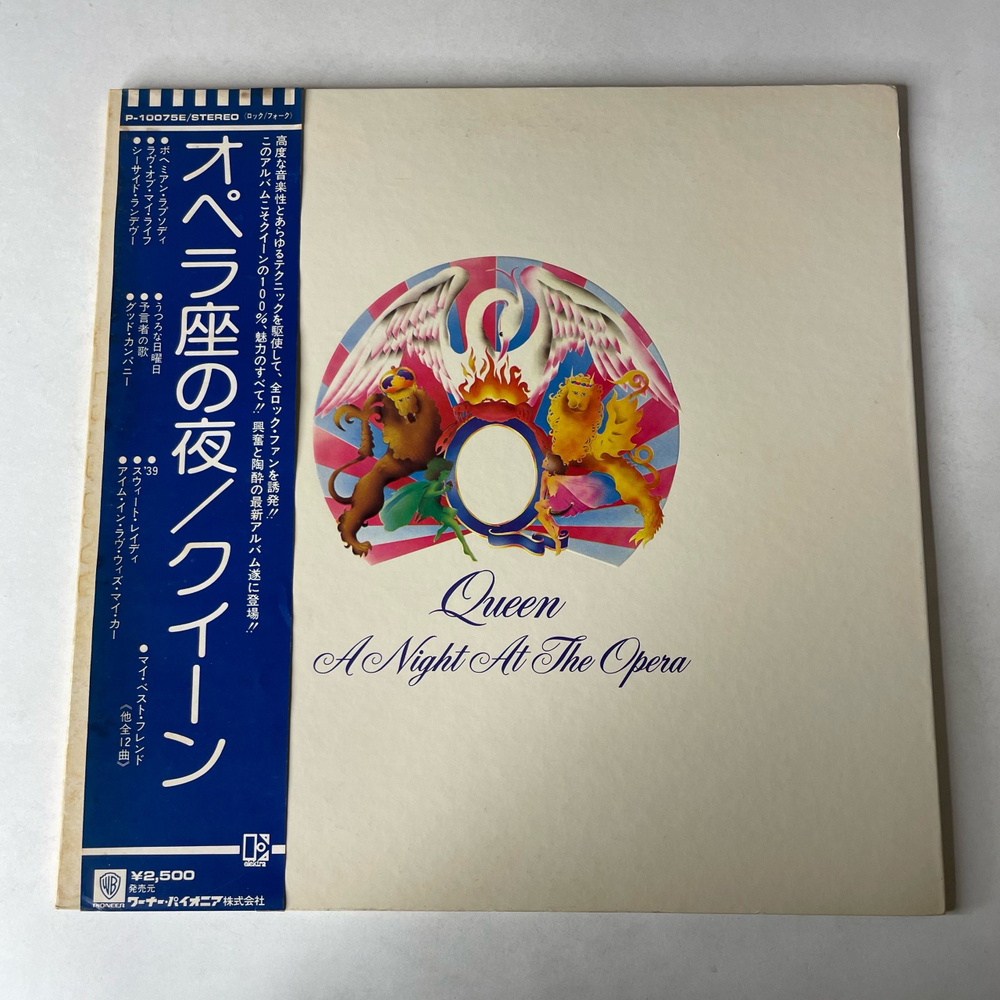 P-10075E/STEREO (ロック/フォーク)
高度な音楽性とあらゆるテクニックを駆使して、全ロック・ファンを誘発!!
このアルバムこそクイーンの100%、魅力のすべて!! 興奮と陶酔の最新アルバム遂に登場!!
オペラ座の夜/クイーン
●ボヘミアン・ラプソディ
●ラヴ・オブ・マイ・ライフ
●シーサイド・ランデヴー
●うつろな日曜日
●予言者の歌
●グッド・カンパニー
●'39
●スウィート・レイディ
●アイム・イン・ラヴ・ウィズ・マイ・カー
●マイ・ベスト・フレンド
《他全12曲》
elektra
WB
PIONEER
¥2,500
発売元
ワーナー・パイオニア株式会社
Queen
A Night At The Opera